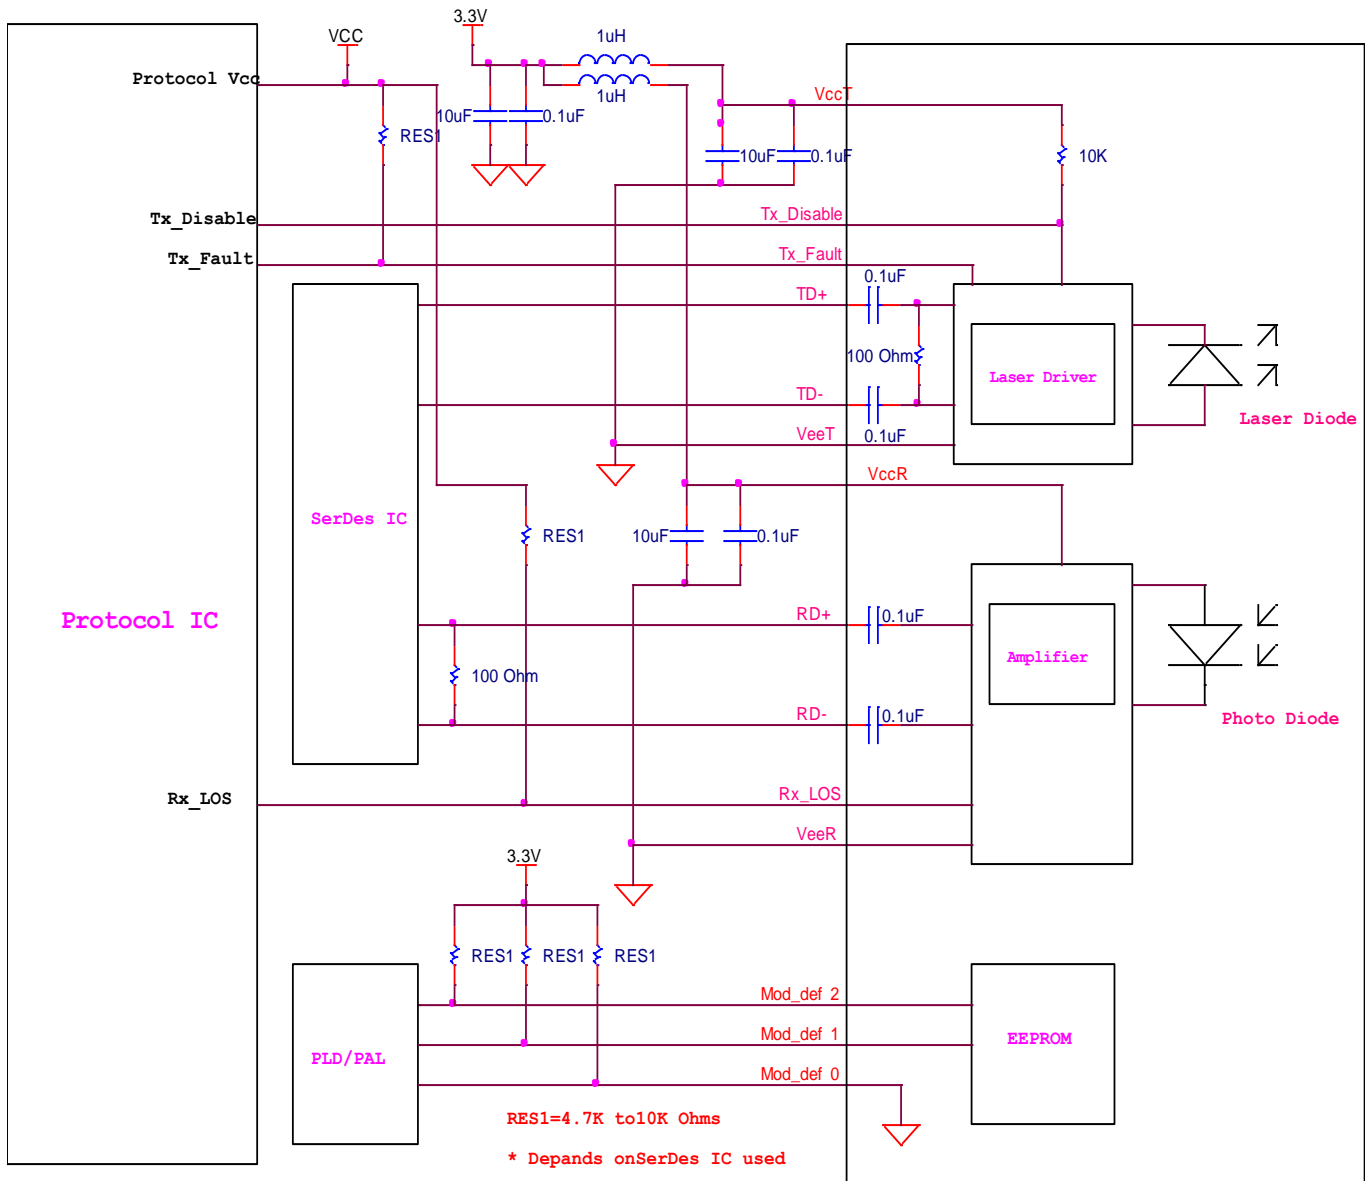 3.3V
VCC
1uH
Protocol Vcc
1uH
VccT
10uF
0.1uF
RES1
10uF
0.1uF
10K
Tx_Disable
Tx_Disable
Tx_Fault
Tx_Fault
0.1uF
TD+
100 Ohm
Laser Driver
TD-
Laser Diode
VeeT
0.1uF
VccR
SerDes IC
RES1
10uF
0.1uF
Protocol IC
RD+
0.1uF
Amplifier
100 Ohm
RD-
0.1uF
Photo Diode
Rx_LOS
Rx_LOS
VeeR
3.3V
RES1
RES1
RES1
Mod_def 2
Mod_def 1
EEPROM
PLD/PAL
Mod_def 0
RES1=4.7K to10K Ohms
* Depands onSerDes IC used